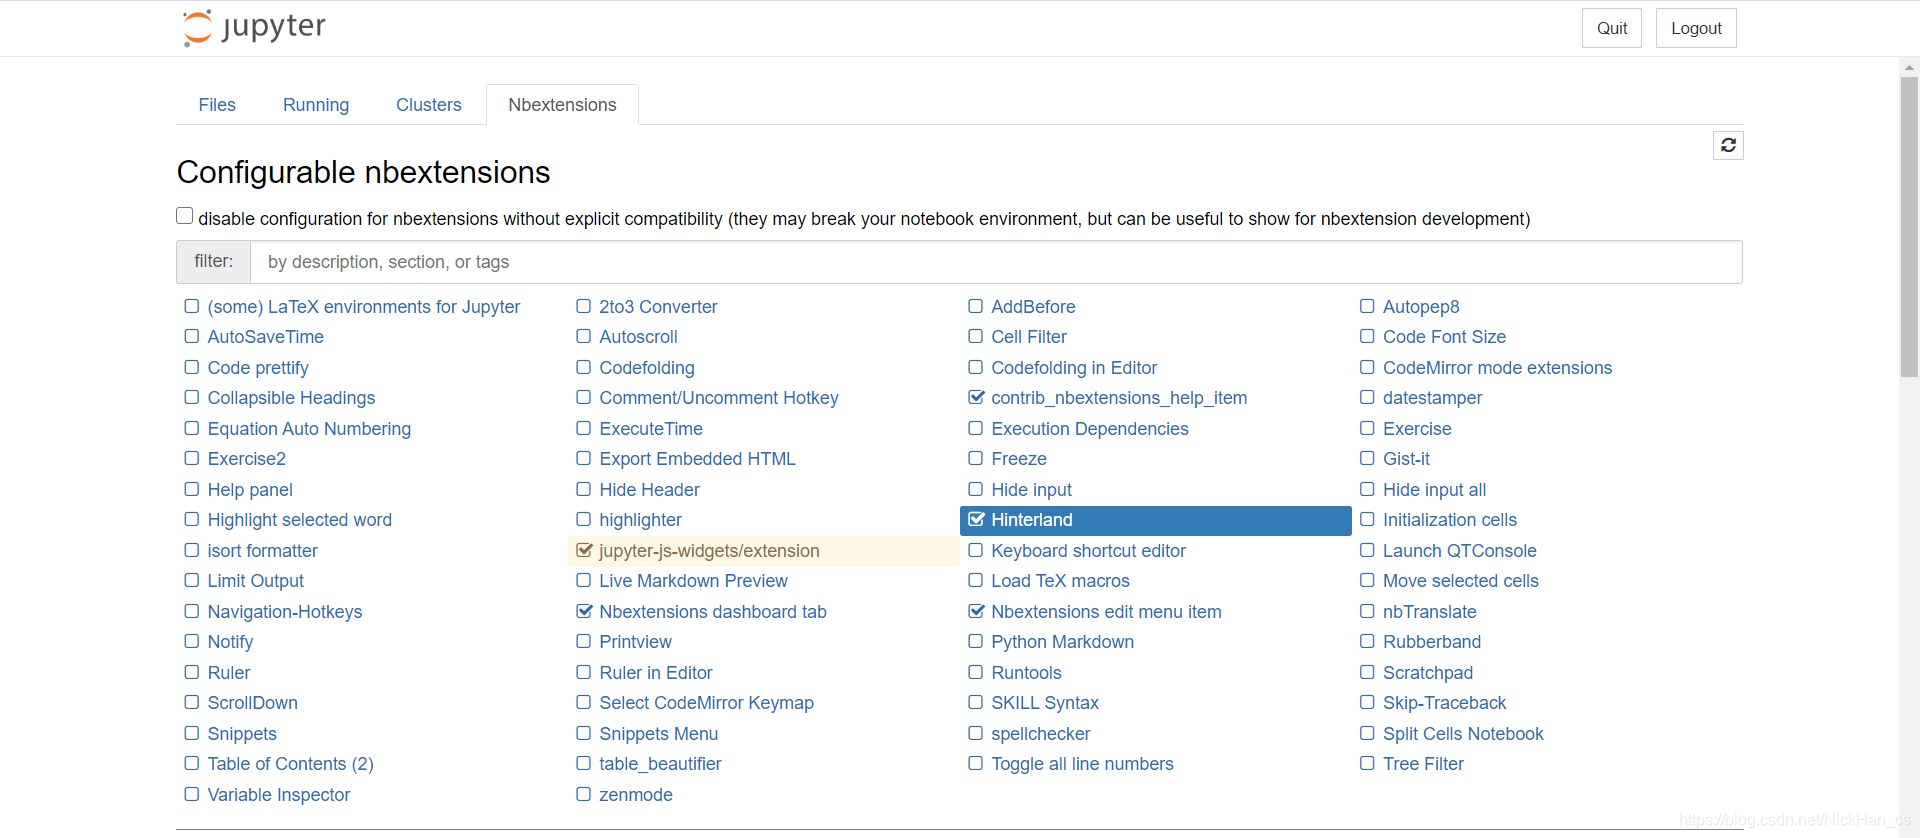 jupyter Quit Logout
Files Running Clusters Nbextensions
Configurable nbextensions
disable configuration for nbextensions without explicit compatibility (they may break your notebook environment, but can be useful to show for nbextension development)
filter: by description, section, or tags
(some) LaTeX environments for Jupyter 2to3 Converter AddBefore Autopep8
AutoSaveTime Autoscroll Cell Filter Code Font Size
Code prettify Codefolding Codefolding in Editor CodeMirror mode extensions
Collapsible Headings Comment/Uncomment Hotkey contrib_nbextensions_help_item datestamper
Equation Auto Numbering ExecuteTime Execution Dependencies Exercise
Exercise2 Export Embedded HTML Freeze Gist-it
Help panel Hide Header Hide input Hide input all
Highlight selected word highlighter Hinterland Initialization cells
isort formatter jupyter-js-widgets/extension Keyboard shortcut editor Launch QTConsole
Limit Output Live Markdown Preview Load TeX macros Move selected cells
Navigation-Hotkeys Nbextensions dashboard tab Nbextensions edit menu item nbTranslate
Notify Printview Python Markdown Rubberband
Ruler Ruler in Editor Runtools Scratchpad
ScrollDown Select CodeMirror Keymap SKILL Syntax Skip-Traceback
Snippets Snippets Menu spellchecker Split Cells Notebook
Table of Contents (2) table_beautifier Toggle all line numbers Tree Filter
Variable Inspector zenmode
https://blog.csdn.net/NickHan_cs